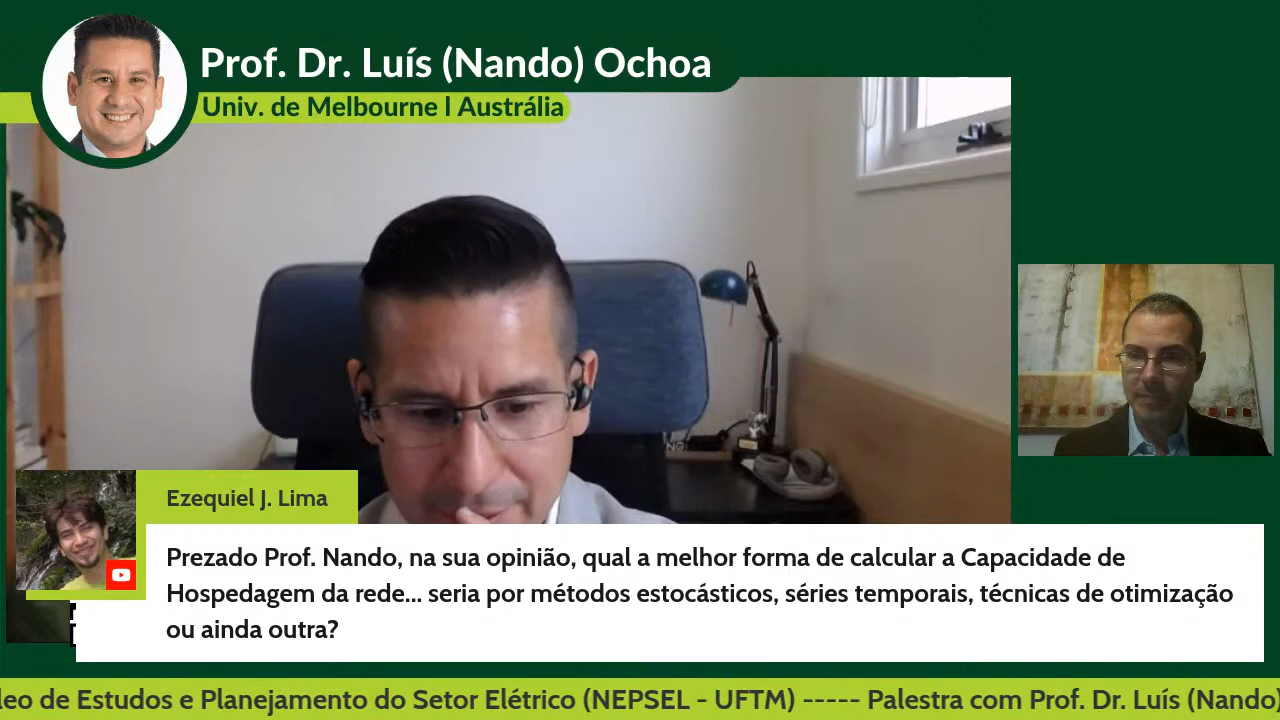 Prof. Dr. Luís (Nando) Ochoa
Univ. de Melbourne l Austrália
NG
Ezequiel J. Lima
Prezado Prof. Nando, na sua opinião, qual a melhor forma de calcular a Capacidade de
Hospedagem da rede... seria por métodos estocásticos, séries temporais, técnicas de otimização
ou ainda outra?
leo de Estudos e Planejamento do Setor Elétrico (NEPSEL - UFTM) ----- Palestra com Prof. Dr. Luís (Nando)